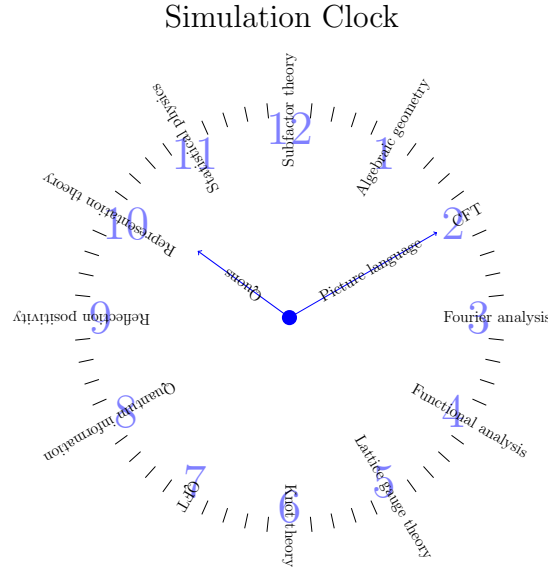 Simulation Clock
12
Subfactor theory
1
Algebraic geometry
2
CFT
3
Fourier analysis
4
Functional analysis
5
Lattice gauge theory
6
Knot theory
7
QFT
8
Quantum information
9
Reflection positivity
10
Representation theory
11
Statistical physics
Quons
Picture language